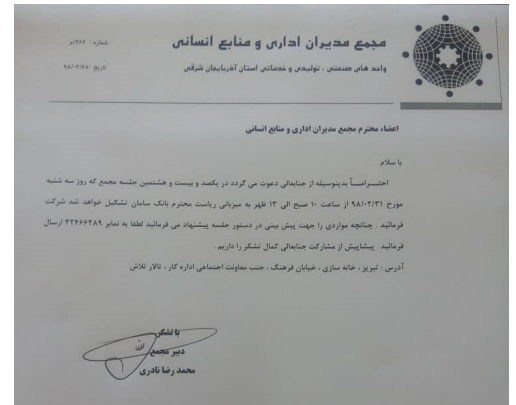 مجمع مدیران اداری و منابع انسانی
واحد های صنعتی ، تولیدی و خدماتی استان آذربایجان شرقی
شماره : ۴۶۶/م
تاریخ : ۹۸/۰۲/۲۸
اعضاء محترم مجمع مدیران اداری و منابع انسانی
با سلام
احتـــرامـــاً بدینوسیله از جنابعالی دعوت می گردد در یکصد و بیست و هشتمین جلسه مجمع که روز سه شنبه
مورخ ۹۸/۰۲/۳۱ از ساعت ۱۰ صبح الی ۱۳ ظهر به میزبانی ریاست محترم بانک سامان تشکیل خواهد شد شرکت
فرمائید . چنانچه مواردی را جهت پیش بینی در دستور جلسه پیشنهاد می فرمائید لطفا به نمابر ۳۲۴۶۶۲۸۹ ارسال
فرمائید . پیشاپیش از مشارکت جنابعالی کمال تشکر را داریم .
آدرس : تبریز ، خانه سازی ، خیابان فرهنگ ، جنب معاونت اجتماعی اداره کار ، تالار تلاش
با تشکر
دبیر مجمع
محمد رضا نادری